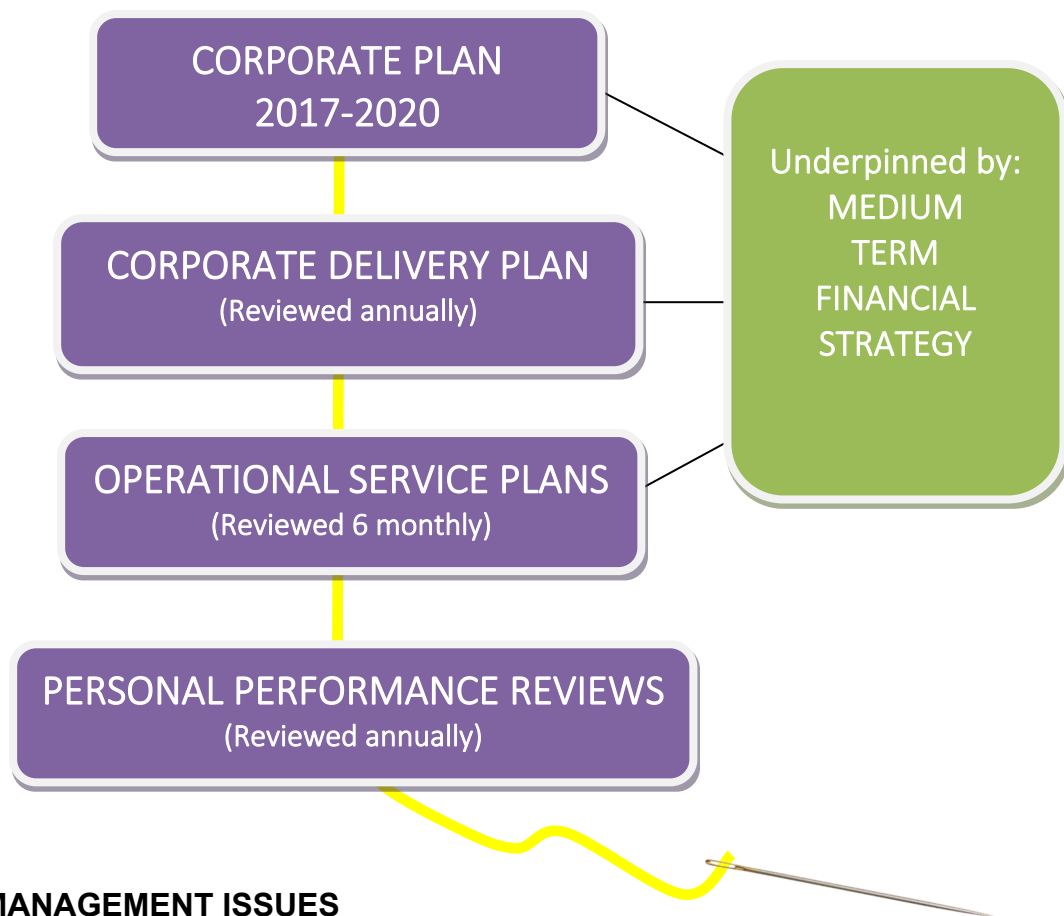 CORPORATE PLAN
2017-2020
Underpinned by:
MEDIUM
TERM
FINANCIAL
STRATEGY
CORPORATE DELIVERY PLAN
(Reviewed annually)
OPERATIONAL SERVICE PLANS
(Reviewed 6 monthly)
PERSONAL PERFORMANCE REVIEWS
(Reviewed annually)
MANAGEMENT ISSUES